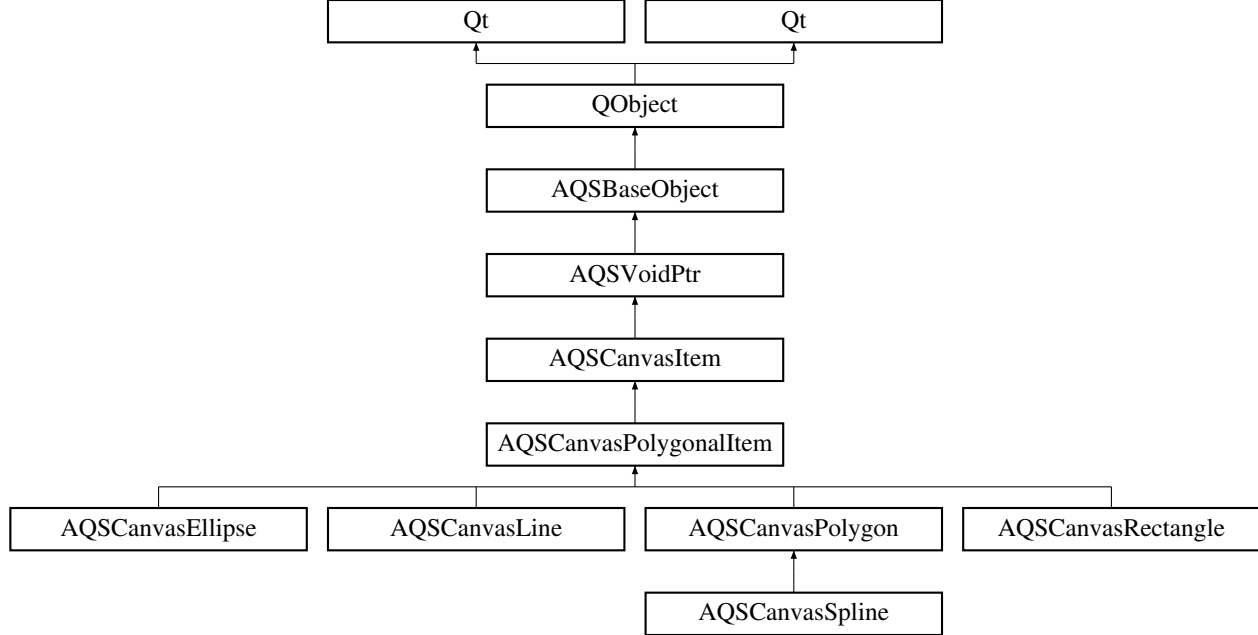 Qt Qt
QObject
AQSBaseObject
AQSVoidPtr
AQSCanvasItem
AQSCanvasPolygonalItem
AQSCanvasEllipse AQSCanvasLine AQSCanvasPolygon AQSCanvasRectangle
AQSCanvasSpline